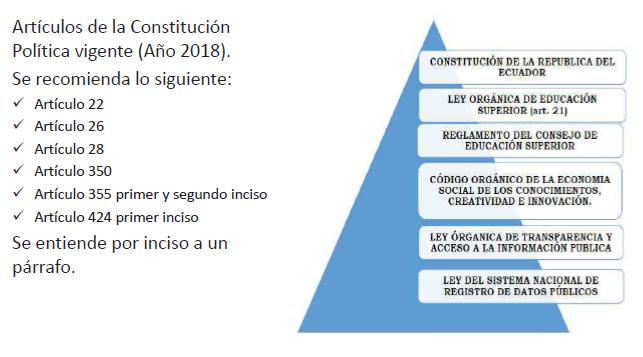 Artículos de la Constitución
Política vigente (Año 2018).
Se recomienda lo siguiente:
✓ Artículo 22
✓ Artículo 26
✓ Artículo 28
✓ Artículo 350
✓ Artículo 355 primer y segundo inciso
✓ Artículo 424 primer inciso
Se entiende por inciso a un
párrafo.
CONSTITUCIÓN DE LA REPUBLICA DEL
ECUADOR
LEY ORGÁNICA DE EDUCACIÓN
SUPERIOR (art. 21)
REGLAMENTO DEL CONSEJO DE
EDUCACIÓN SUPERIOR
CÓDIGO ORGÁNICO DE LA ECONOMIA
SOCIAL DE LOS CONOCIMIENTOS,
CREATIVIDAD E INNOVACIÓN.
LEY ÓRGANICA DE TRANSPARENCIA Y
ACCESO A LA INFORMACIÓN PUBLICA
LEY DEL SISTEMA NACIONAL DE
REGISTRO DE DATOS PÚBLICOS